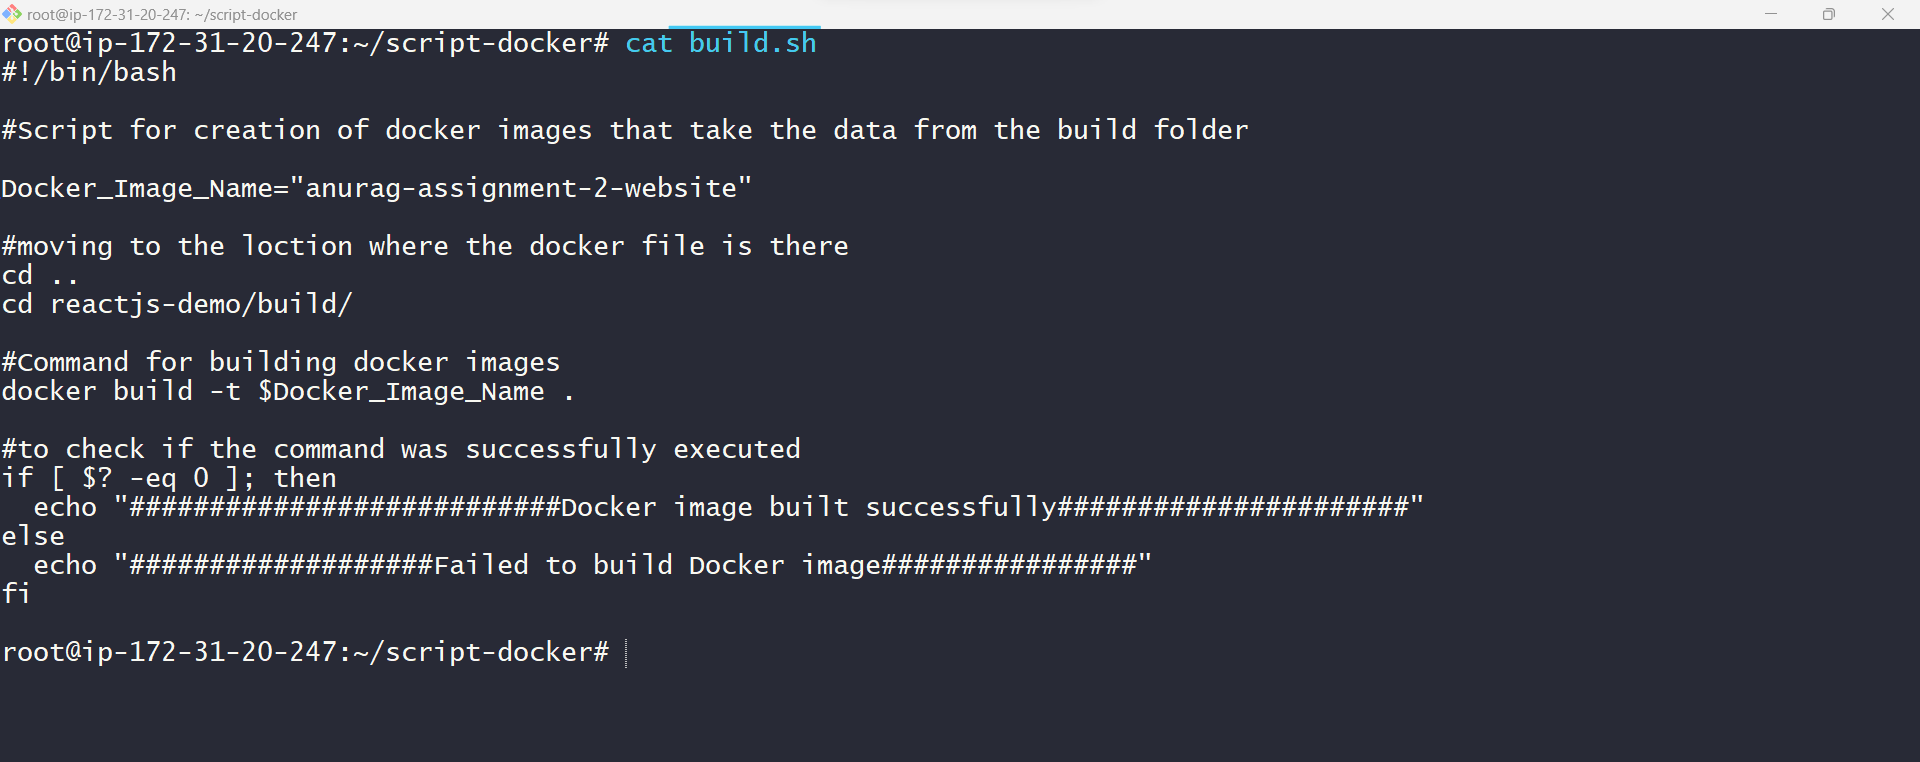 root@ip-172-31-20-247: ~/script-docker
root@ip-172-31-20-247:~/script-docker# cat build.sh
#!/bin/bash
#Script for creation of docker images that take the data from the build folder
Docker_Image_Name="anurag-assignment-2-website"
#moving to the loction where the docker file is there
cd ..
cd reactjs-demo/build/
#Command for building docker images
docker build -t $Docker_Image_Name .
#to check if the command was successfully executed
if [ $? -eq 0 ]; then
  echo "###########################Docker image built successfully######################"
else
  echo "###################Failed to build Docker image################"
fi
root@ip-172-31-20-247:~/script-docker#